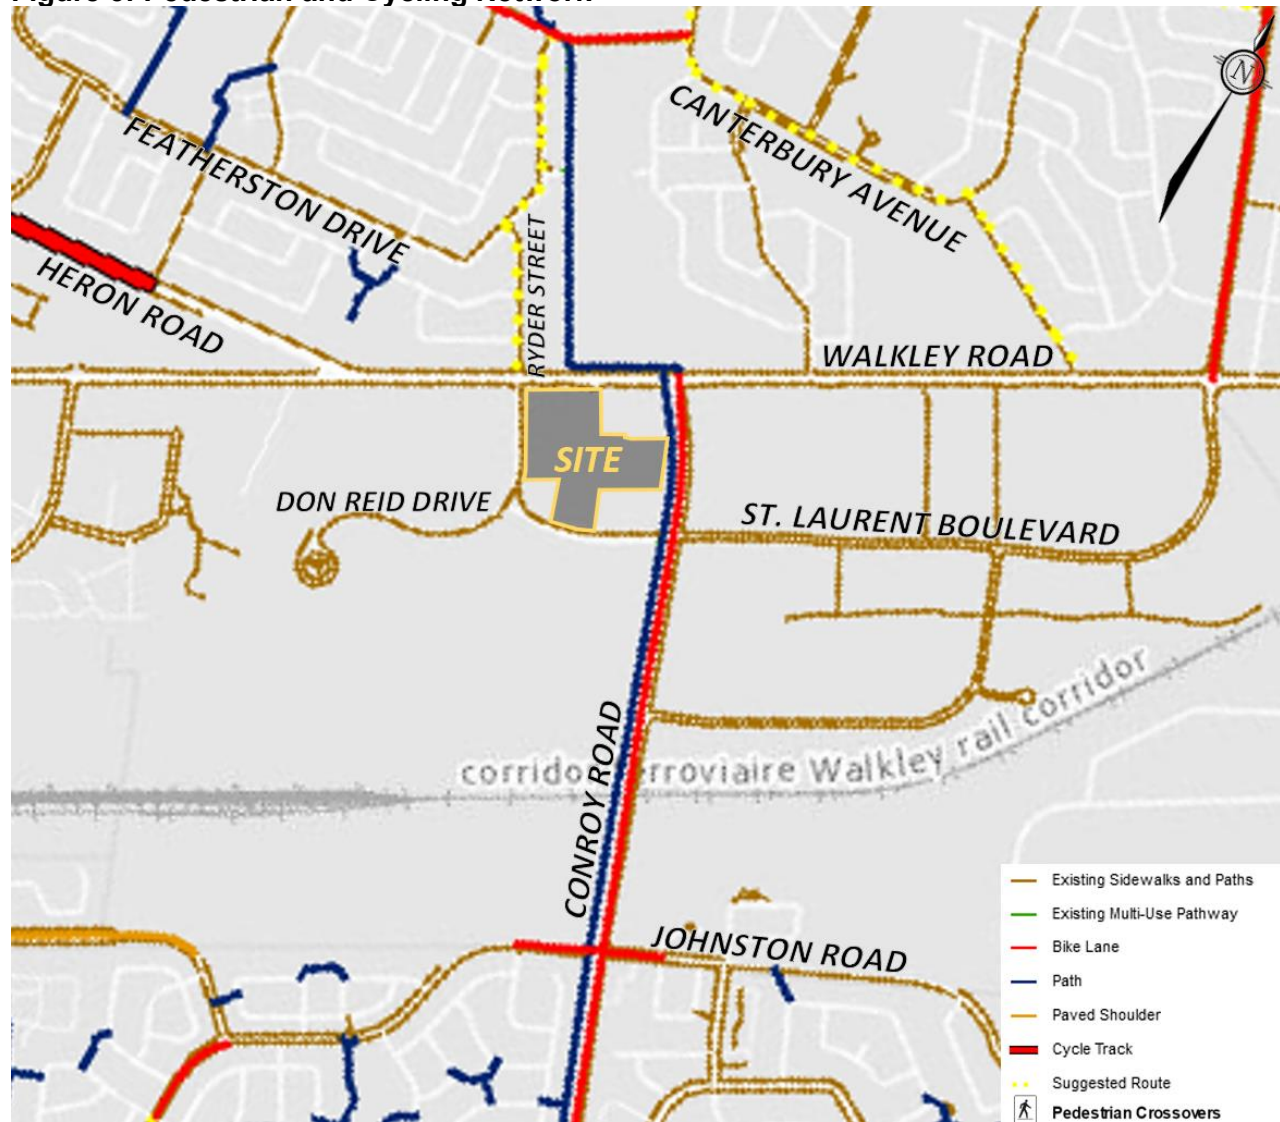 N
CANTERBURY AVENUE
FEATHERSTON DRIVE
RYDER STREET
HERON ROAD
WALKLEY ROAD
SITE
DON REID DRIVE
ST. LAURENT BOULEVARD
corridor ferroviaire Walkley rail corridor
CONROY ROAD
JOHNSTON ROAD
Existing Sidewalks and Paths
Existing Multi-Use Pathway
Bike Lane
Path
Paved Shoulder
Cycle Track
Suggested Route
Pedestrian Crossovers